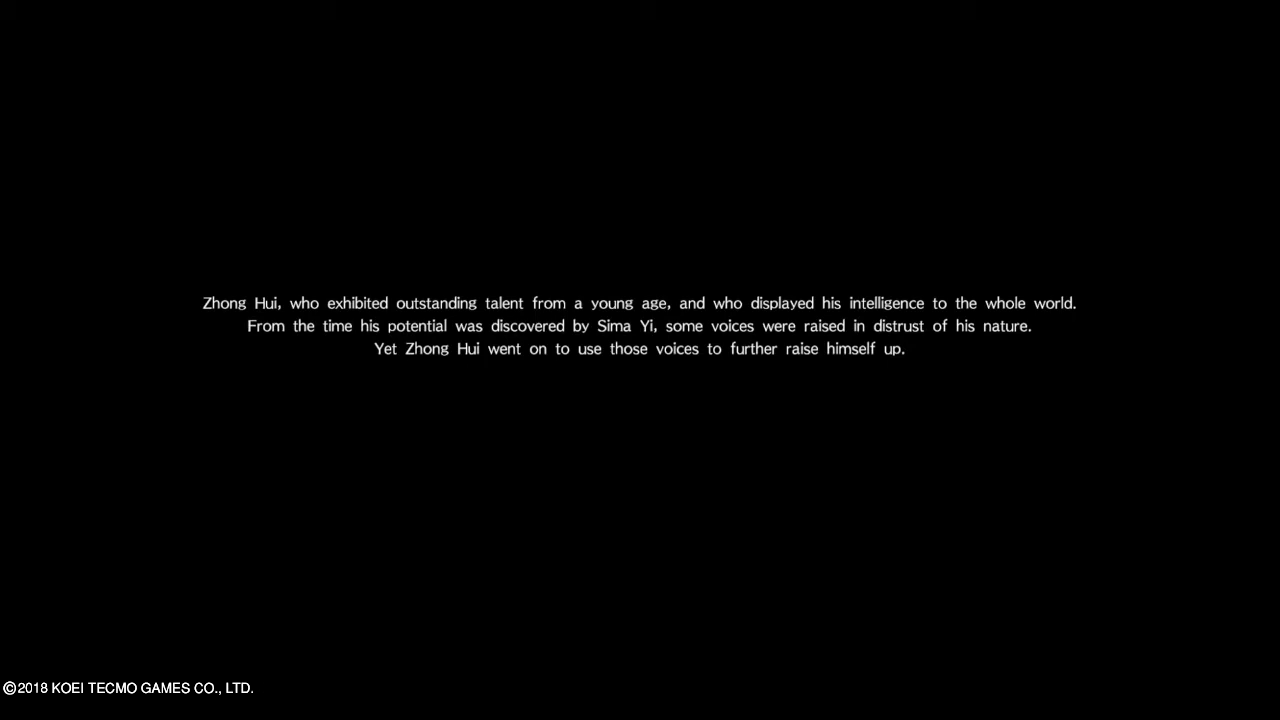 Zhong Hui, who exhibited outstanding talent from a young age, and who displayed his intelligence to the whole world.
From the time his potential was discovered by Sima Yi, some voices were raised in distrust of his nature.
Yet Zhong Hui went on to use those voices to further raise himself up.
©2018 KOEI TECMO GAMES CO., LTD.